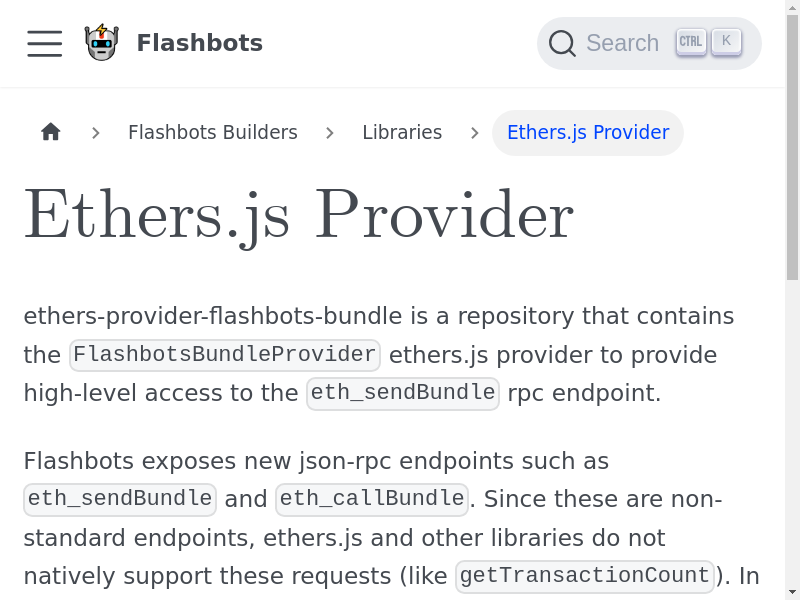 Flashbots
Search CTRL K
Flashbots Builders > Libraries > Ethers.js Provider
Ethers.js Provider
ethers-provider-flashbots-bundle is a repository that contains
the FlashbotsBundleProvider ethers.js provider to provide
high-level access to the eth_sendBundle rpc endpoint.
Flashbots exposes new json-rpc endpoints such as
eth_sendBundle and eth_callBundle. Since these are non-
standard endpoints, ethers.js and other libraries do not
natively support these requests (like getTransactionCount). In